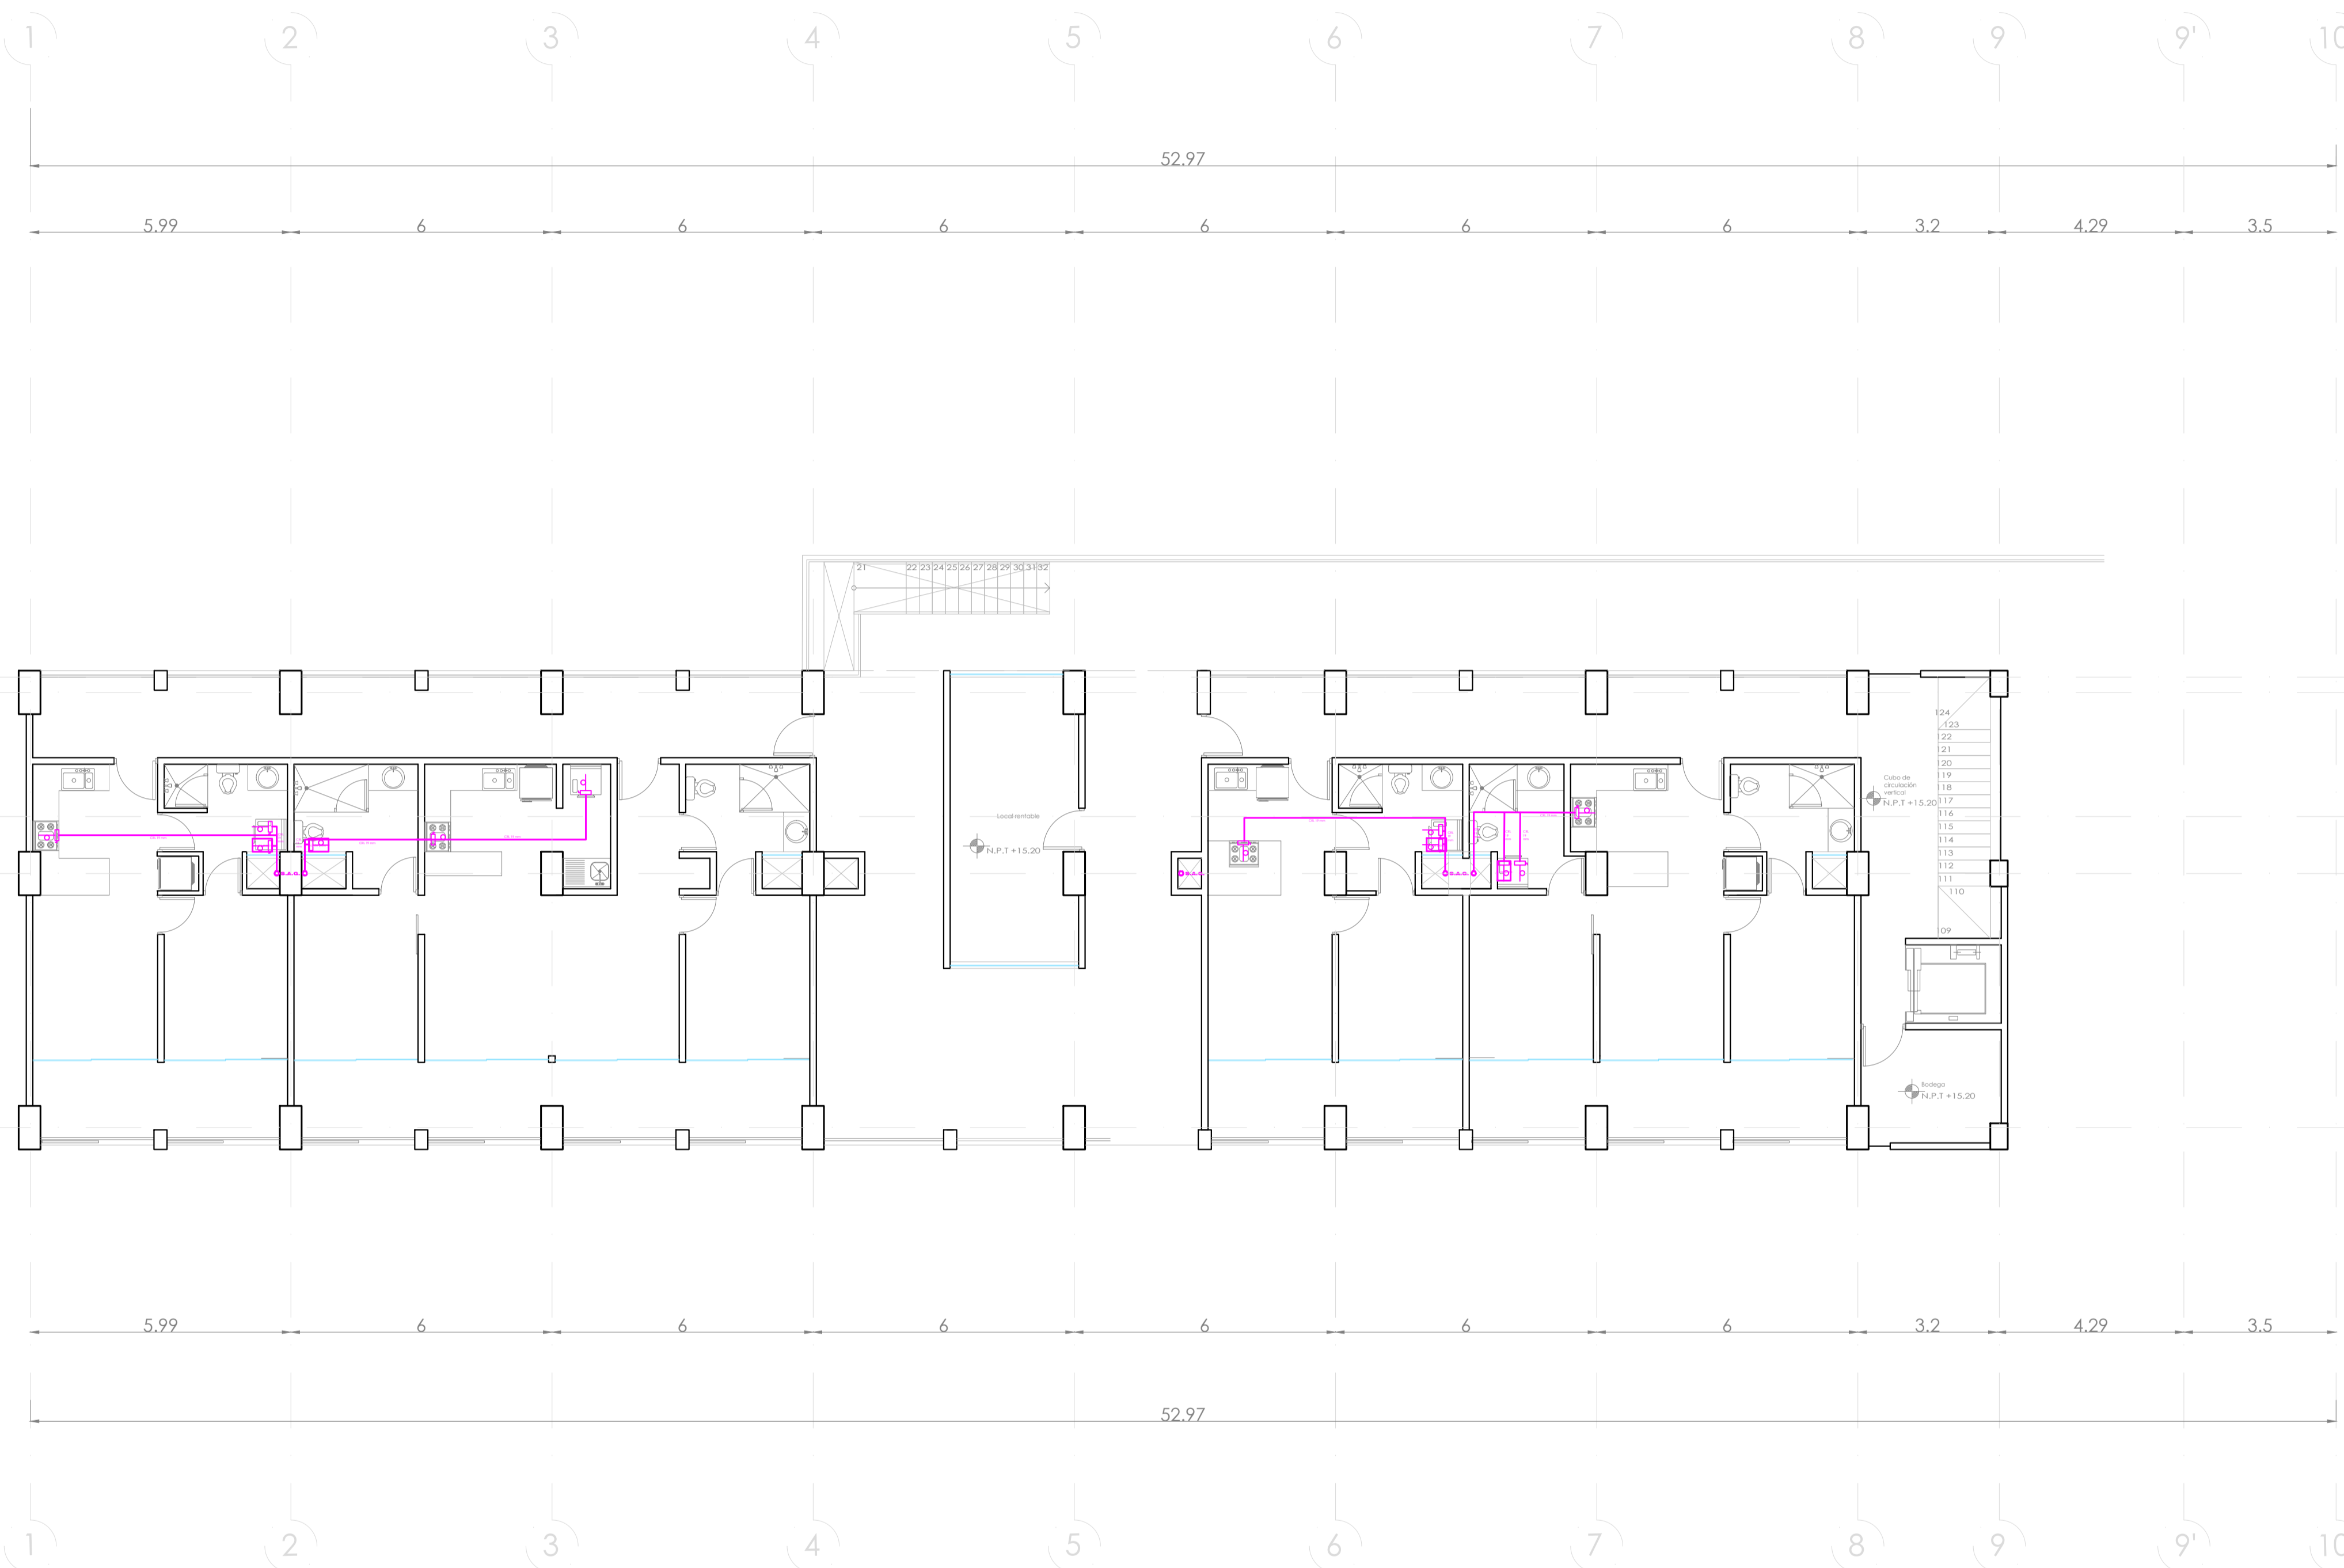 1 2 3 4 5 6 7 8 9 9' 10
52.97
5.99 6 6 6 6 6 6 3.2 4.29 3.5
21 22 23 24 25 26 27 28 29 30 31 32
124
123
122
121
120
119
118
117
116
115
114
113
112
111
110
109
Cubo de
circulación
vertical
N.P.T +15.20
Local rentable
N.P.T +15.20
B.A.G.
B.A.G.
B.A.G.
Bodega
N.P.T +15.20
5.99 6 6 6 6 6 6 3.2 4.29 3.5
52.97
1 2 3 4 5 6 7 8 9 9' 10